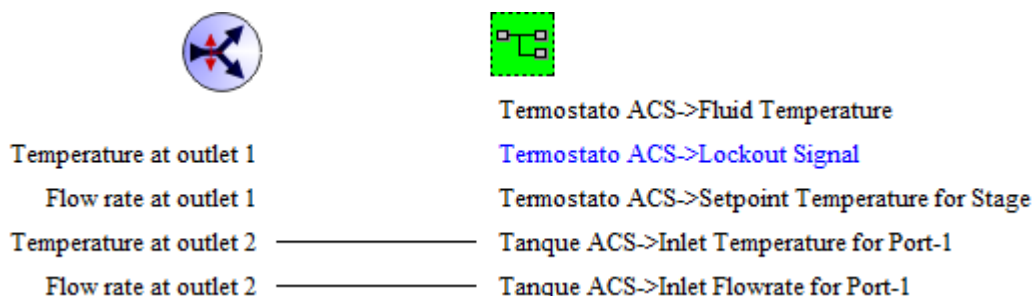 Termostato ACS->Fluid Temperature
Temperature at outlet 1 Termostato ACS->Lockout Signal
Flow rate at outlet 1 Termostato ACS->Setpoint Temperature for Stage
Temperature at outlet 2 Tanque ACS->Inlet Temperature for Port-1
Flow rate at outlet 2 Tanque ACS->Inlet Flowrate for Port-1